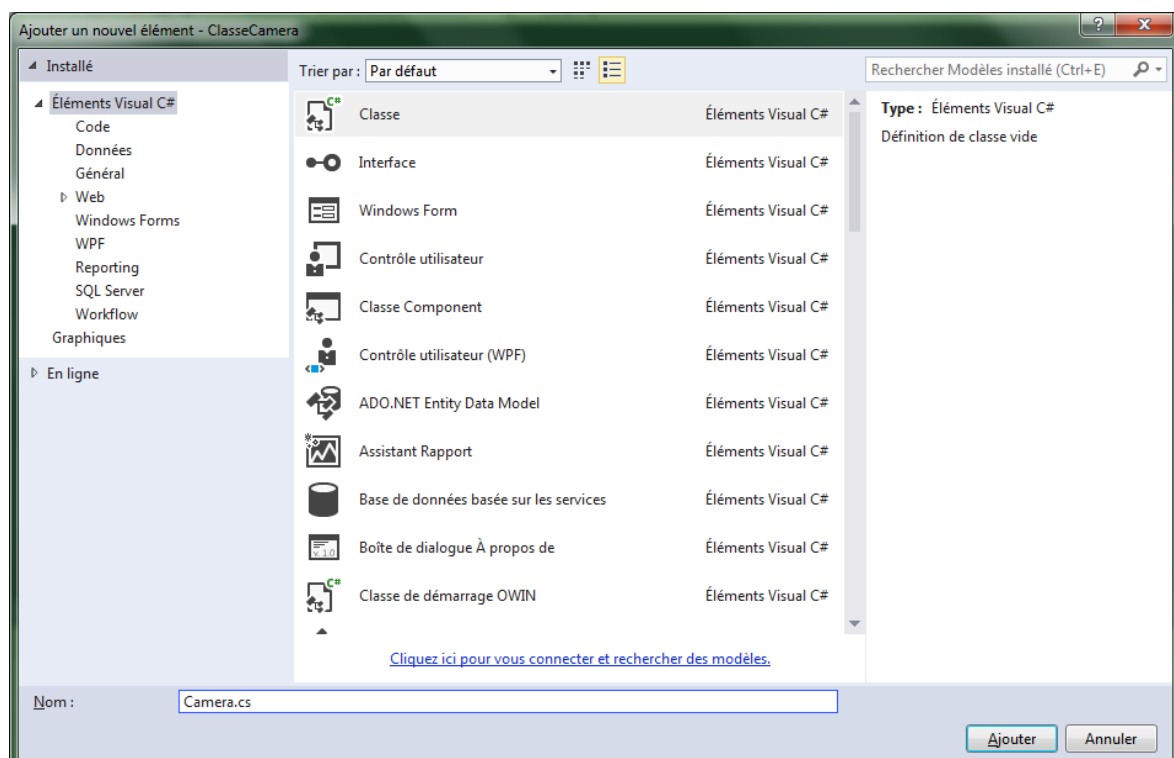 Ajouter un nouvel élément - ClasseCamera
Installé
Éléments Visual C#
Code
Données
Général
Web
Windows Forms
WPF
Reporting
SQL Server
Workflow
Graphiques
En ligne
Trier par : Par défaut
Classe Éléments Visual C#
Interface Éléments Visual C#
Windows Form Éléments Visual C#
Contrôle utilisateur Éléments Visual C#
Classe Component Éléments Visual C#
Contrôle utilisateur (WPF) Éléments Visual C#
ADO.NET Entity Data Model Éléments Visual C#
Assistant Rapport Éléments Visual C#
Base de données basée sur les services Éléments Visual C#
Boîte de dialogue À propos de Éléments Visual C#
Classe de démarrage OWIN Éléments Visual C#
Cliquez ici pour vous connecter et rechercher des modèles.
Rechercher Modèles installé (Ctrl+E)
Type : Éléments Visual C#
Définition de classe vide
Nom : Camera.cs
Ajouter Annuler